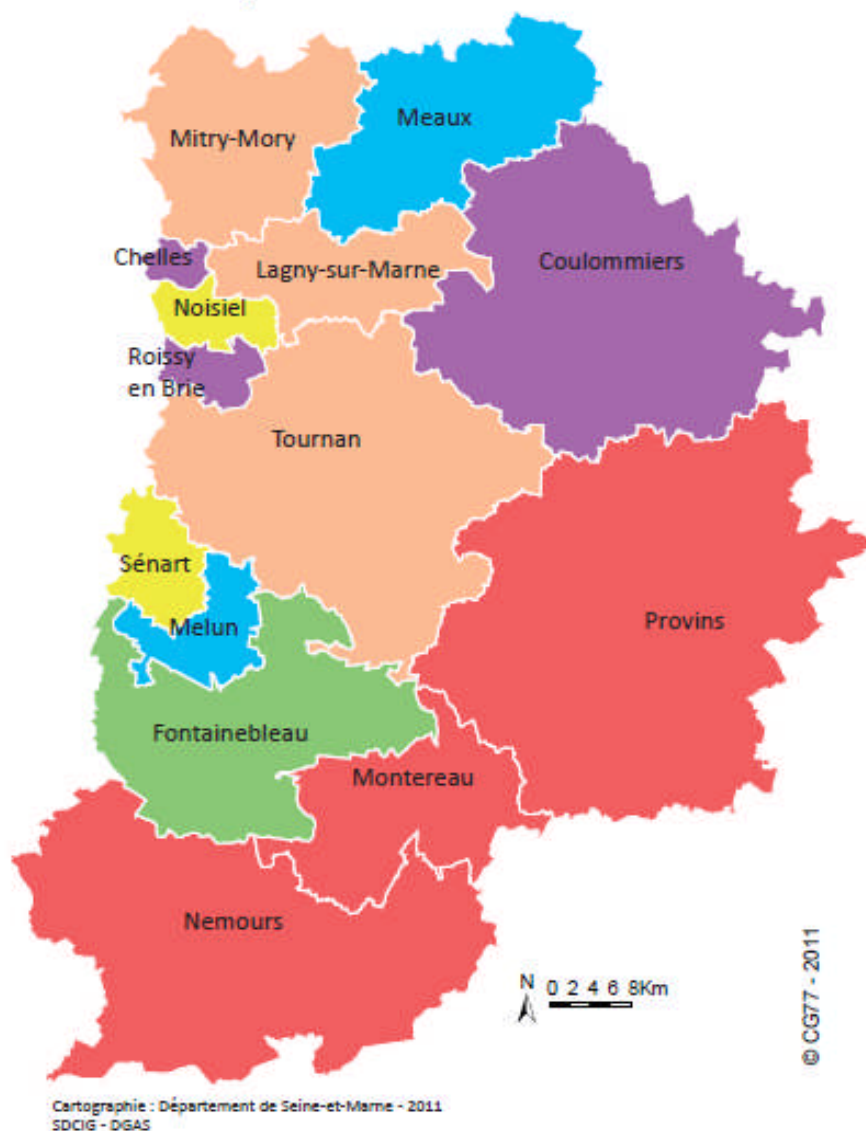 Meaux
Mitry-Mory
Chelles
Lagny-sur-Marne
Coulommiers
Noisiel
Roissy
en Brie
Tournan
Sénart
Melun
Provins
Fontainebleau
Montereau
Nemours
N
0 2 4 6 8Km
© CG77 - 2011
Cartographie : Département de Seine-et-Marne - 2011
SDCIG - DGAS